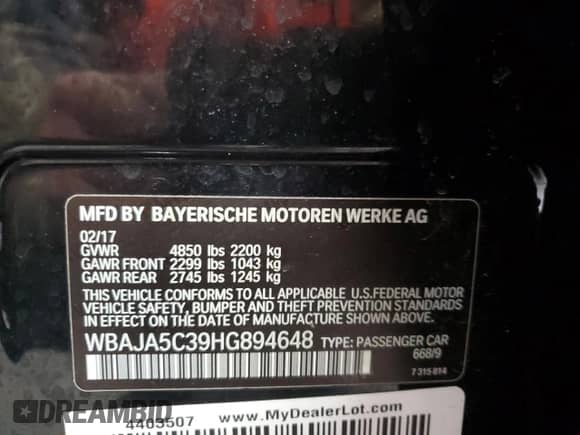 MFD BY BAYERISCHE MOTOREN WERKE AG
02/17
GVWR 4850 lbs 2200 kg
GAWR FRONT 2299 lbs 1043 kg
GAWR REAR 2745 lbs 1245 kg
THIS VEHICLE CONFORMS TO ALL APPLICABLE U.S.FEDERAL MOTOR
VEHICLE SAFETY, BUMPER AND THEFT PREVENTION STANDARDS
IN EFFECT ON THE DATE OF MANUFACTURE SHOWN ABOVE.
WBAJA5C39HG894648 TYPE: PASSENGER CAR
668/9
7 315 814
4403507 www.MyDealerLot.com
DREAMBID